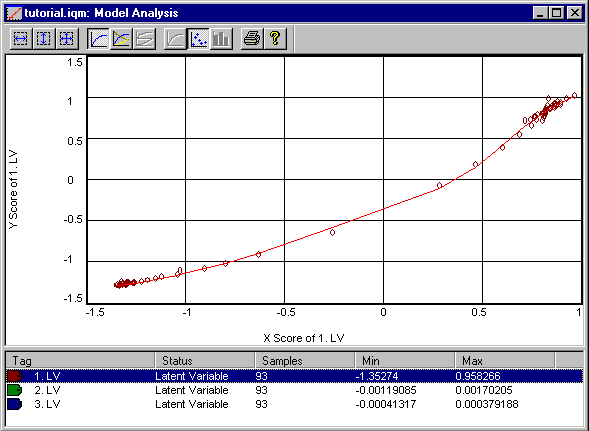 tutorial.iqm: Model Analysis
?
1.5
1
0.5
0
-0.5
-1
-1.5
Y Score of 1. LV
-1.5 -1 -0.5 0 0.5 1
X Score of 1. LV
Tag Status Samples Min Max
1. LV Latent Variable 93 -1.35274 0.958266
2. LV Latent Variable 93 -0.00119085 0.00170205
3. LV Latent Variable 93 -0.00041317 0.000379188